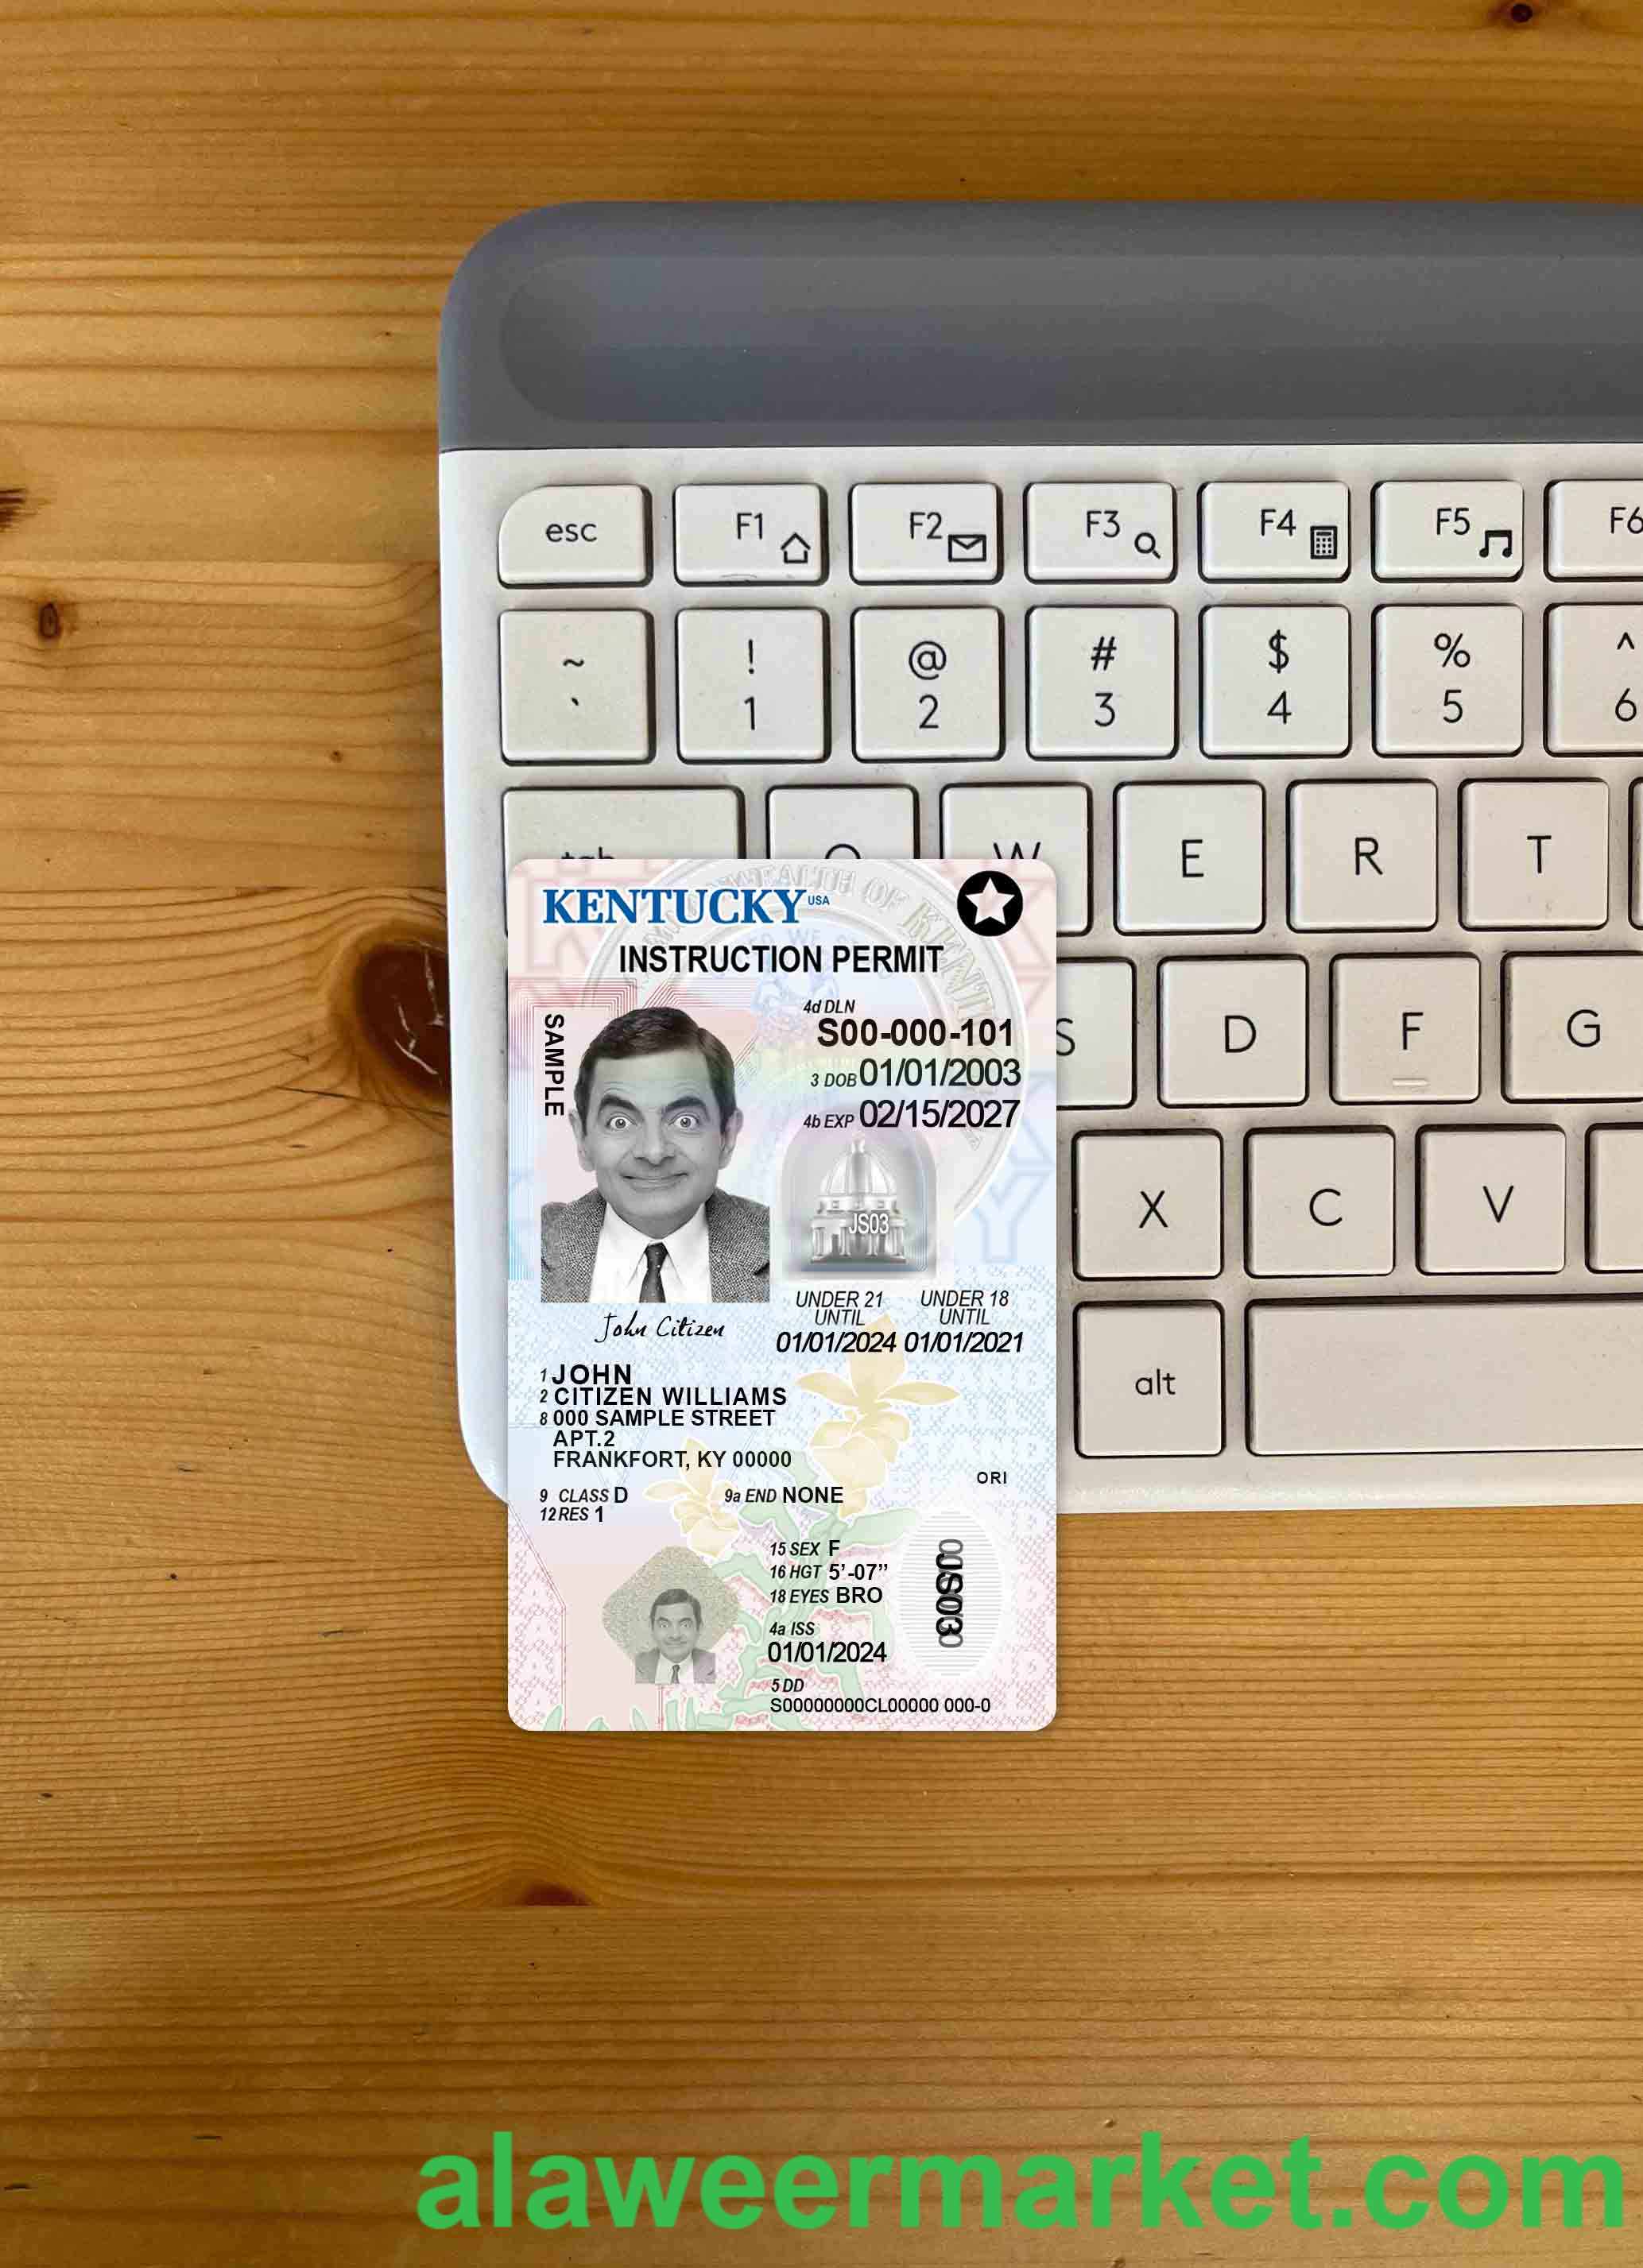 esc F1 F2 F3 F4 F5 F6
~ ! @ # $ % ^
` 1 2 3 4 5 6
tab Q W E R T
KENTUCKY USA
INSTRUCTION PERMIT
SAMPLE
4d DLN
S00-000-101
3 DOB 01/01/2003
4b EXP 02/15/2027
JS03
UNDER 21 UNDER 18
UNTIL UNTIL
01/01/2024 01/01/2021
John Citizen
1 JOHN
2 CITIZEN WILLIAMS
8 000 SAMPLE STREET
APT.2
FRANKFORT, KY 00000
ORI
9 CLASS D 9a END NONE
12 RES 1
15 SEX F
16 HGT 5'-07"
18 EYES BRO
4a ISS
01/01/2024
5 DD
S00000000CL00000 000-0
S D F G
X C V
alt
alaweermarket.com